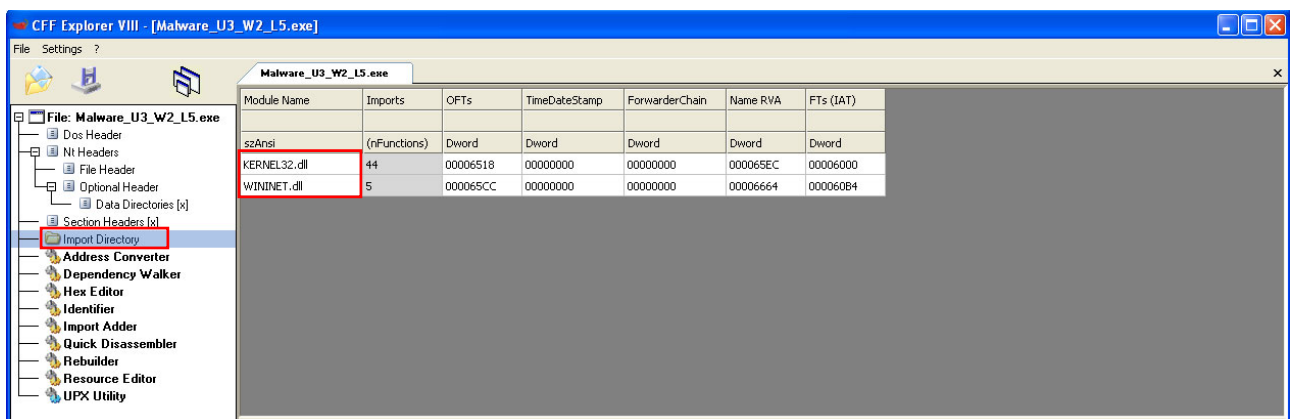 CFF Explorer VIII - [Malware_U3_W2_L5.exe]
File Settings ?
Malware_U3_W2_L5.exe
x
Module Name Imports OFTs TimeDateStamp ForwarderChain Name RVA FTs (IAT)
szAnsi (nFunctions) Dword Dword Dword Dword Dword
KERNEL32.dll 44 00006518 00000000 00000000 000065EC 00006000
WININET.dll 5 000065CC 00000000 00000000 00006664 000060B4
File: Malware_U3_W2_L5.exe
Dos Header
Nt Headers
File Header
Optional Header
Data Directories [x]
Section Headers [x]
Import Directory
Address Converter
Dependency Walker
Hex Editor
Identifier
Import Adder
Quick Disassembler
Rebuilder
Resource Editor
UPX Utility